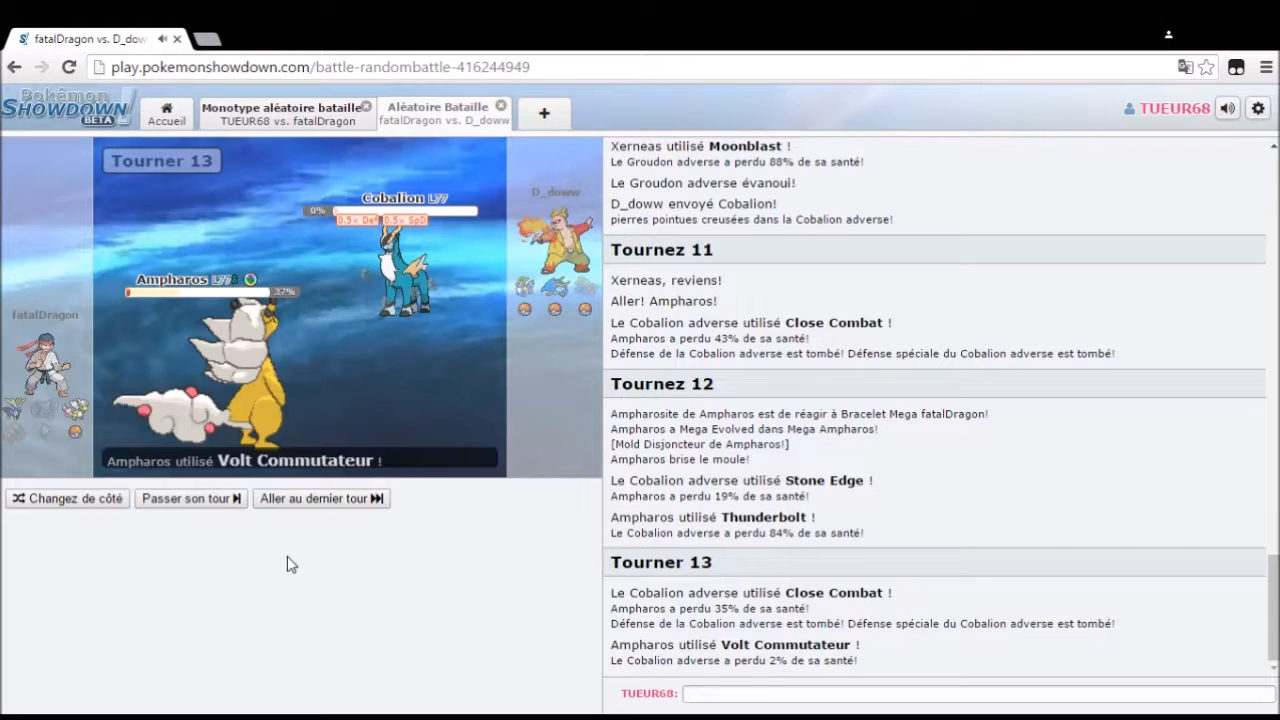 fatalDragon vs. D_dow
play.pokemonshowdown.com/battle-randombattle-416244949
Pokémon
SHOWDOWN
BETA
Accueil
Monotype aléatoire bataille
TUEUR68 vs. fatalDragon
Aléatoire Bataille
fatalDragon vs. D_doww
TUEUR68
Tourner 13
Cobalion L77
0%
0.5× Def 0.5× SpD
Ampharos
37%
fatalDragon
D_doww
Ampharos utilisé Volt Commutateur !
Changez de côté
Passer son tour
Aller au dernier tour
Xerneas utilisé Moonblast !
Le Groudon adverse a perdu 88% de sa santé!
Le Groudon adverse évanoui!
D_doww envoyé Cobalion!
pierres pointues creusées dans la Cobalion adverse!
Tournez 11
Xerneas, reviens!
Aller! Ampharos!
Le Cobalion adverse utilisé Close Combat !
Ampharos a perdu 43% de sa santé!
Défense de la Cobalion adverse est tombé! Défense spéciale du Cobalion adverse est tombé!
Tournez 12
Ampharosite de Ampharos est de réagir à Bracelet Mega fatalDragon!
Ampharos a Mega Evolved dans Mega Ampharos!
[Mold Disjoncteur de Ampharos!]
Ampharos brise le moule!
Le Cobalion adverse utilisé Stone Edge !
Ampharos a perdu 19% de sa santé!
Ampharos utilisé Thunderbolt !
Le Cobalion adverse a perdu 84% de sa santé!
Tourner 13
Le Cobalion adverse utilisé Close Combat !
Ampharos a perdu 35% de sa santé!
Défense de la Cobalion adverse est tombé! Défense spéciale du Cobalion adverse est tombé!
Ampharos utilisé Volt Commutateur !
Le Cobalion adverse a perdu 2% de sa santé!
TUEUR68: